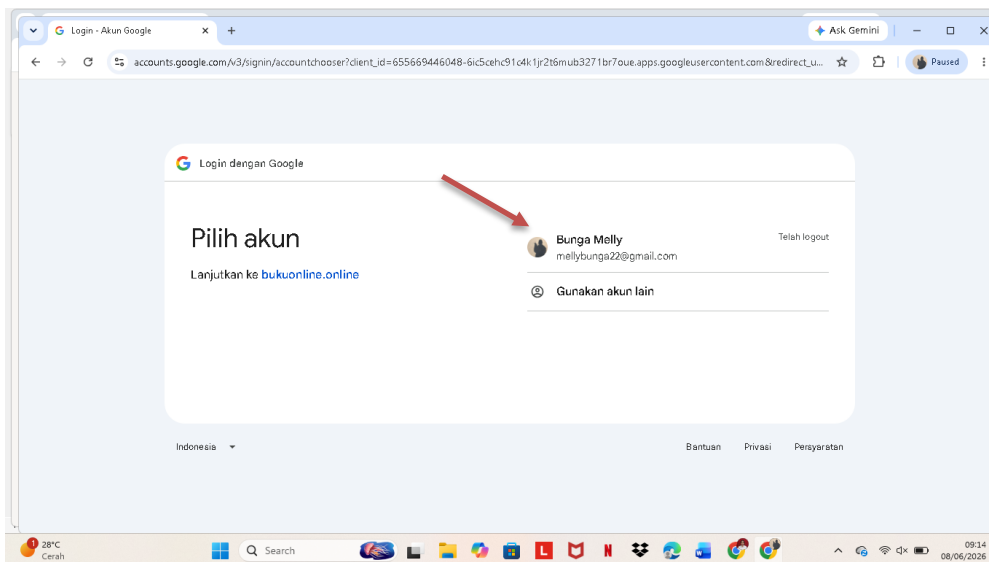 Login - Akun Google
Ask Gemini
accounts.google.com/v3/signin/accountchooser?client_id=655669446048-6ic5cehc91c4k1jr2t6mub3271br7oue.apps.googleusercontent.com&redirect_u...
Paused
Login dengan Google
Pilih akun
Lanjutkan ke bukuonline.online
Bunga Melly
Telah logout
mellybunga22@gmail.com
Gunakan akun lain
Indonesia
Bantuan Privasi Persyaratan
1
28°C
Cerah
Search
09:14
08/06/2026